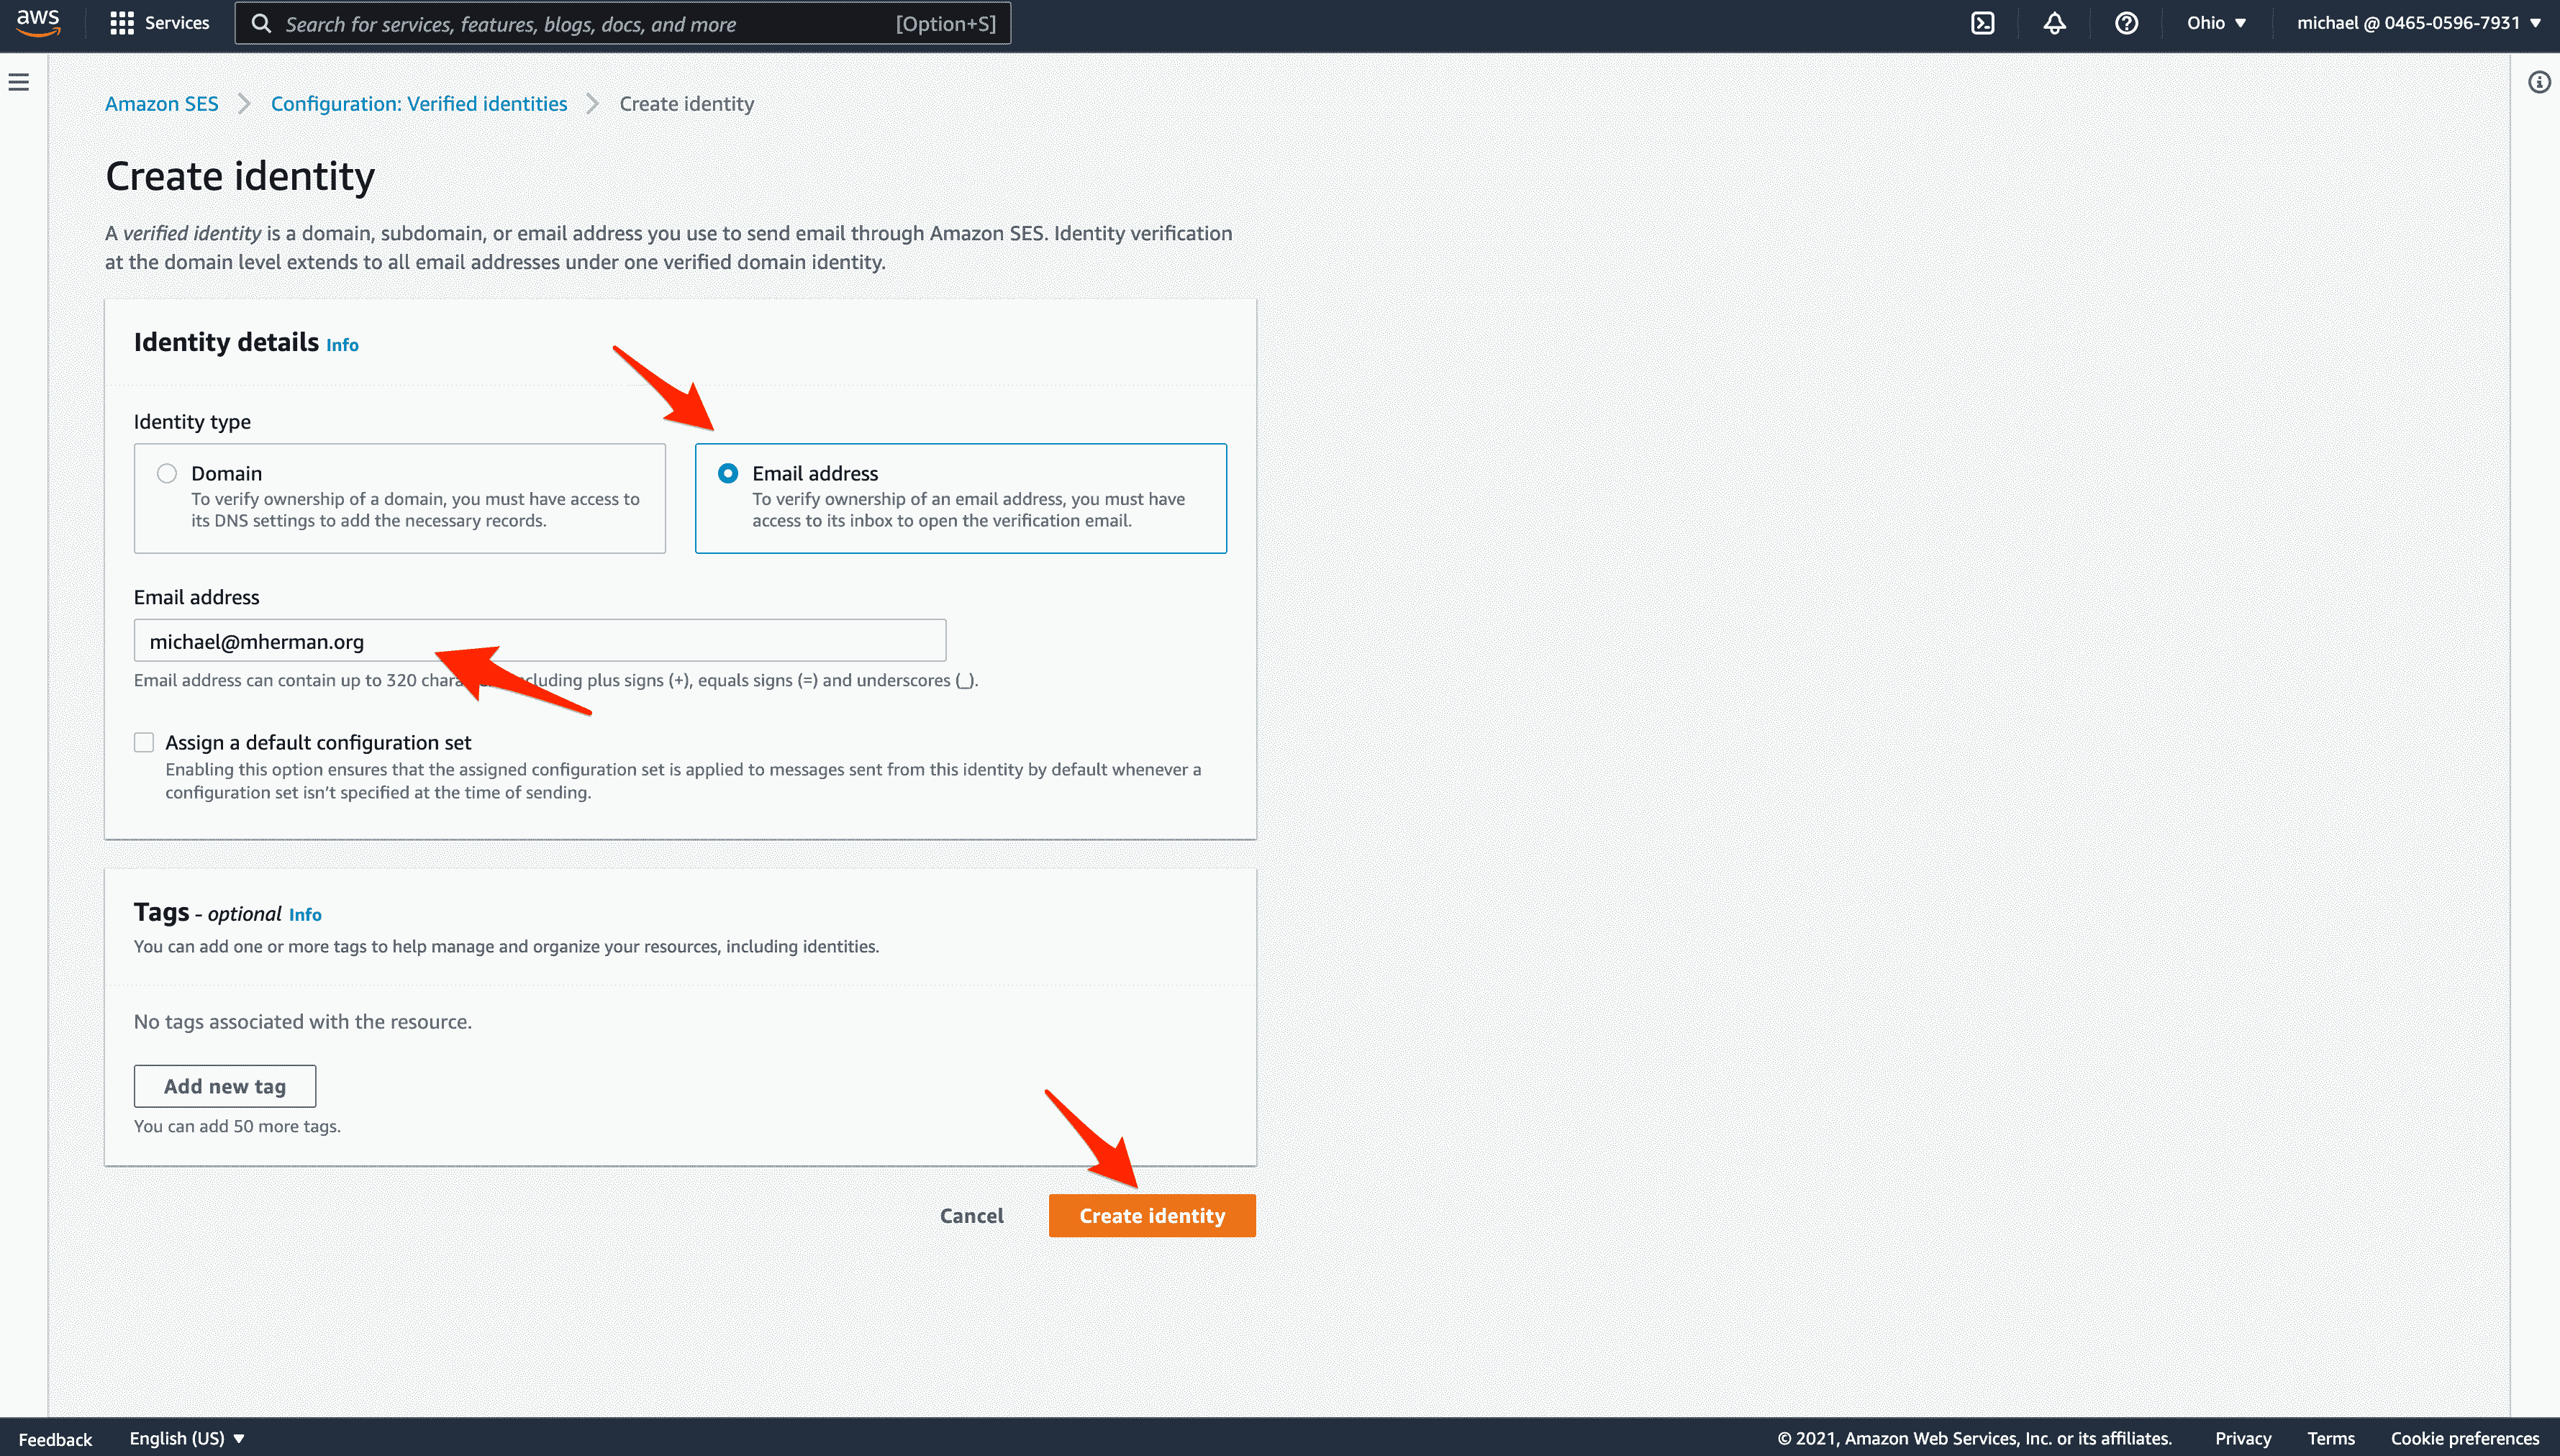 aws Services Search for services, features, blogs, docs, and more [Option+S] Ohio michael @ 0465-0596-7931
Amazon SES Configuration: Verified identities Create identity
Create identity
A verified identity is a domain, subdomain, or email address you use to send email through Amazon SES. Identity verification
at the domain level extends to all email addresses under one verified domain identity.
Identity details Info
Identity type
Domain
To verify ownership of a domain, you must have access to
its DNS settings to add the necessary records.
Email address
To verify ownership of an email address, you must have
access to its inbox to open the verification email.
Email address
michael@mherman.org
Email address can contain up to 320 plus signs (+), equals signs (=) and underscores (_).
Assign a default configuration set
Enabling this option ensures that the assigned configuration set is applied to messages sent from this identity by default whenever a
configuration set isn't specified at the time of sending.
Tags - optional Info
You can add one or more tags to help manage and organize your resources, including identities.
No tags associated with the resource.
Add new tag
You can add 50 more tags.
Cancel Create identity
Feedback English (US) © 2021, Amazon Web Services, Inc. or its affiliates. Privacy Terms Cookie preferences